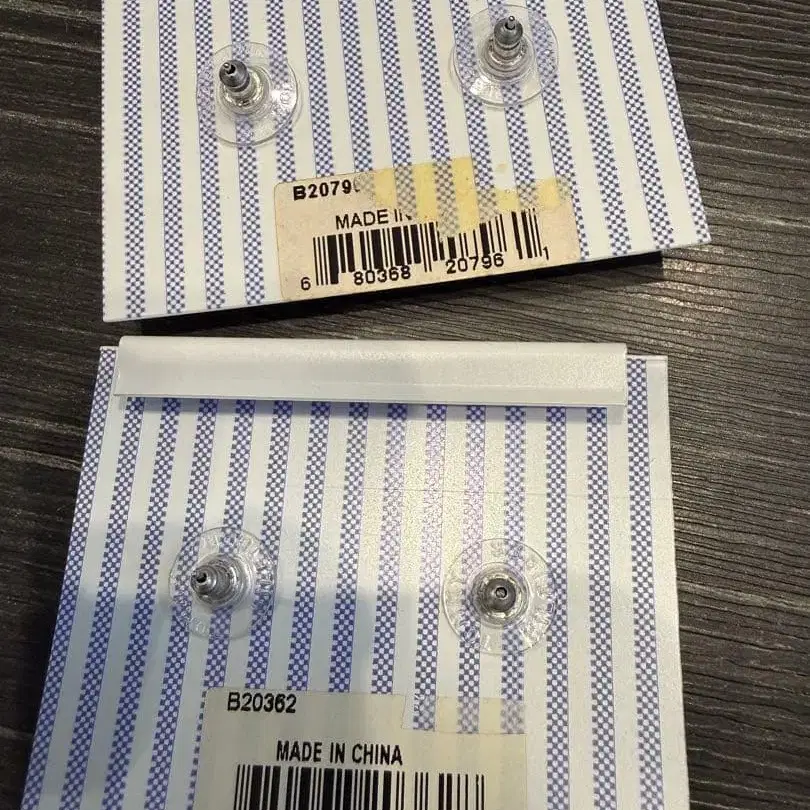 B2079
MADE IN
6 80368 20796 1
B20362
MADE IN CHINA